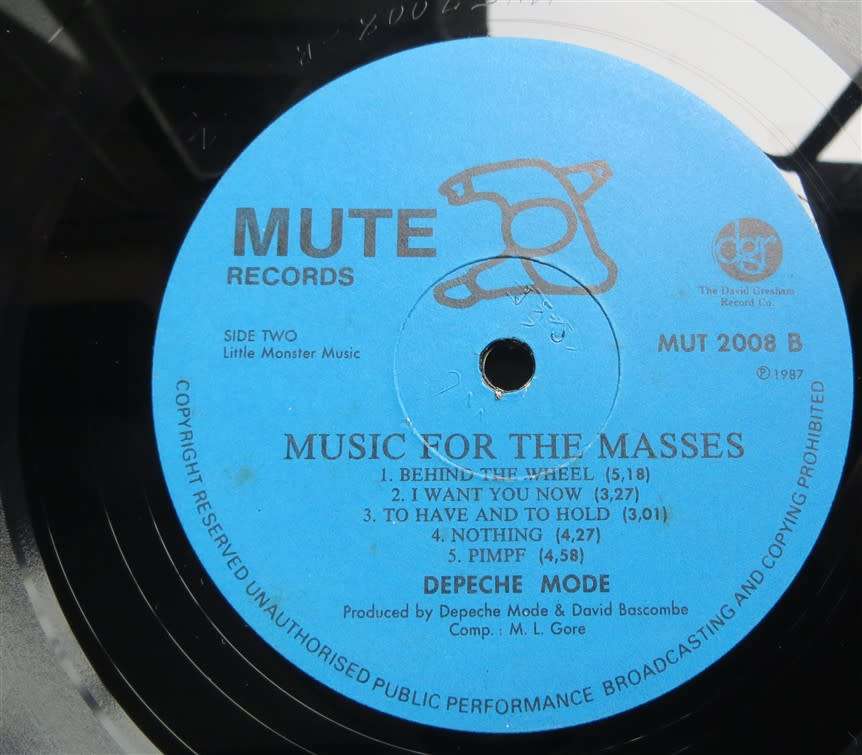 MUTE
RECORDS
dgr
The David Gresham
Record Co.
SIDE TWO
Little Monster Music
MUT 2008 B
Ⓟ 1987
MUSIC FOR THE MASSES
1. BEHIND THE WHEEL (5,18)
2. I WANT YOU NOW (3,27)
3. TO HAVE AND TO HOLD (3,01)
4. NOTHING (4,27)
5. PIMPF (4,58)
DEPECHE MODE
Produced by Depeche Mode & David Bascombe
Comp. : M. L. Gore
COPYRIGHT RESERVED UNAUTHORISED PUBLIC PERFORMANCE BROADCASTING AND COPYING PROHIBITED